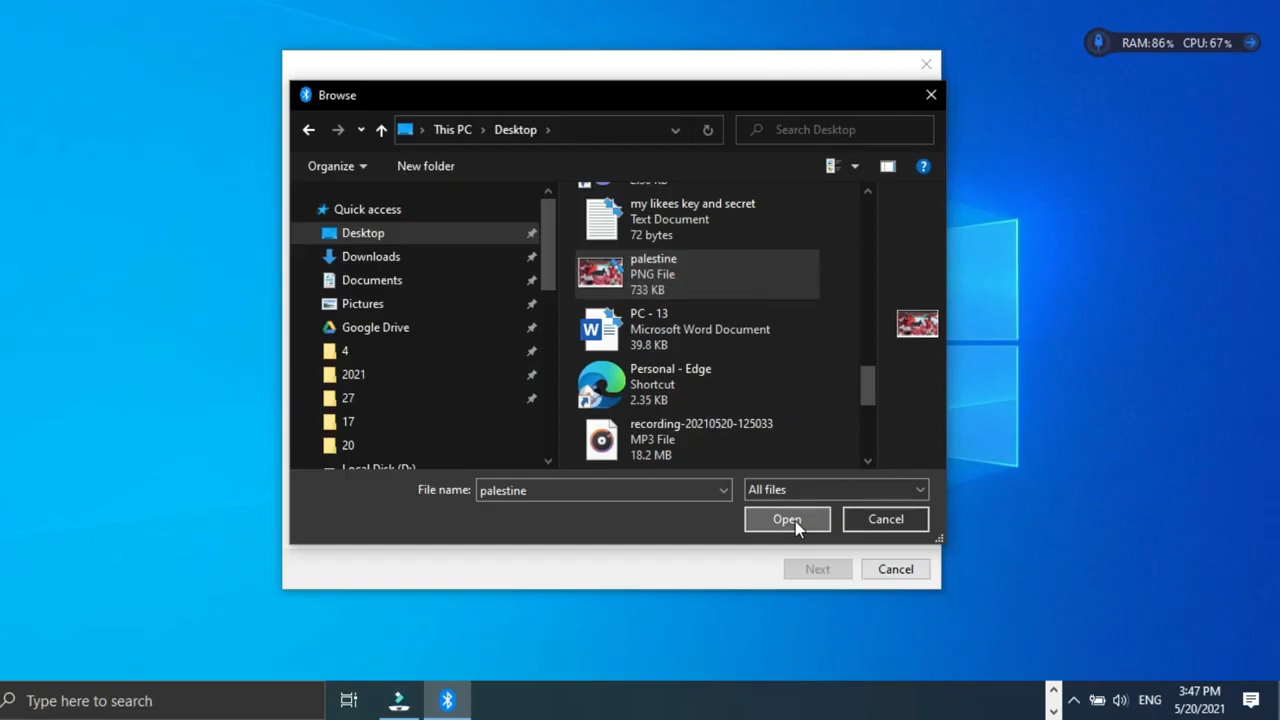 RAM:86% CPU:67%
Browse
This PC
Desktop
Search Desktop
Organize
New folder
Quick access
Desktop
Downloads
Documents
Pictures
Google Drive
4
2021
27
17
20
Local Disk (D:)
my likees key and secret
Text Document
72 bytes
palestine
PNG File
733 KB
PC - 13
Microsoft Word Document
39.8 KB
Personal - Edge
Shortcut
2.35 KB
recording-20210520-125033
MP3 File
18.2 MB
File name:
palestine
All files
Open
Cancel
Next
Cancel
Type here to search
ENG
3:47 PM
5/20/2021